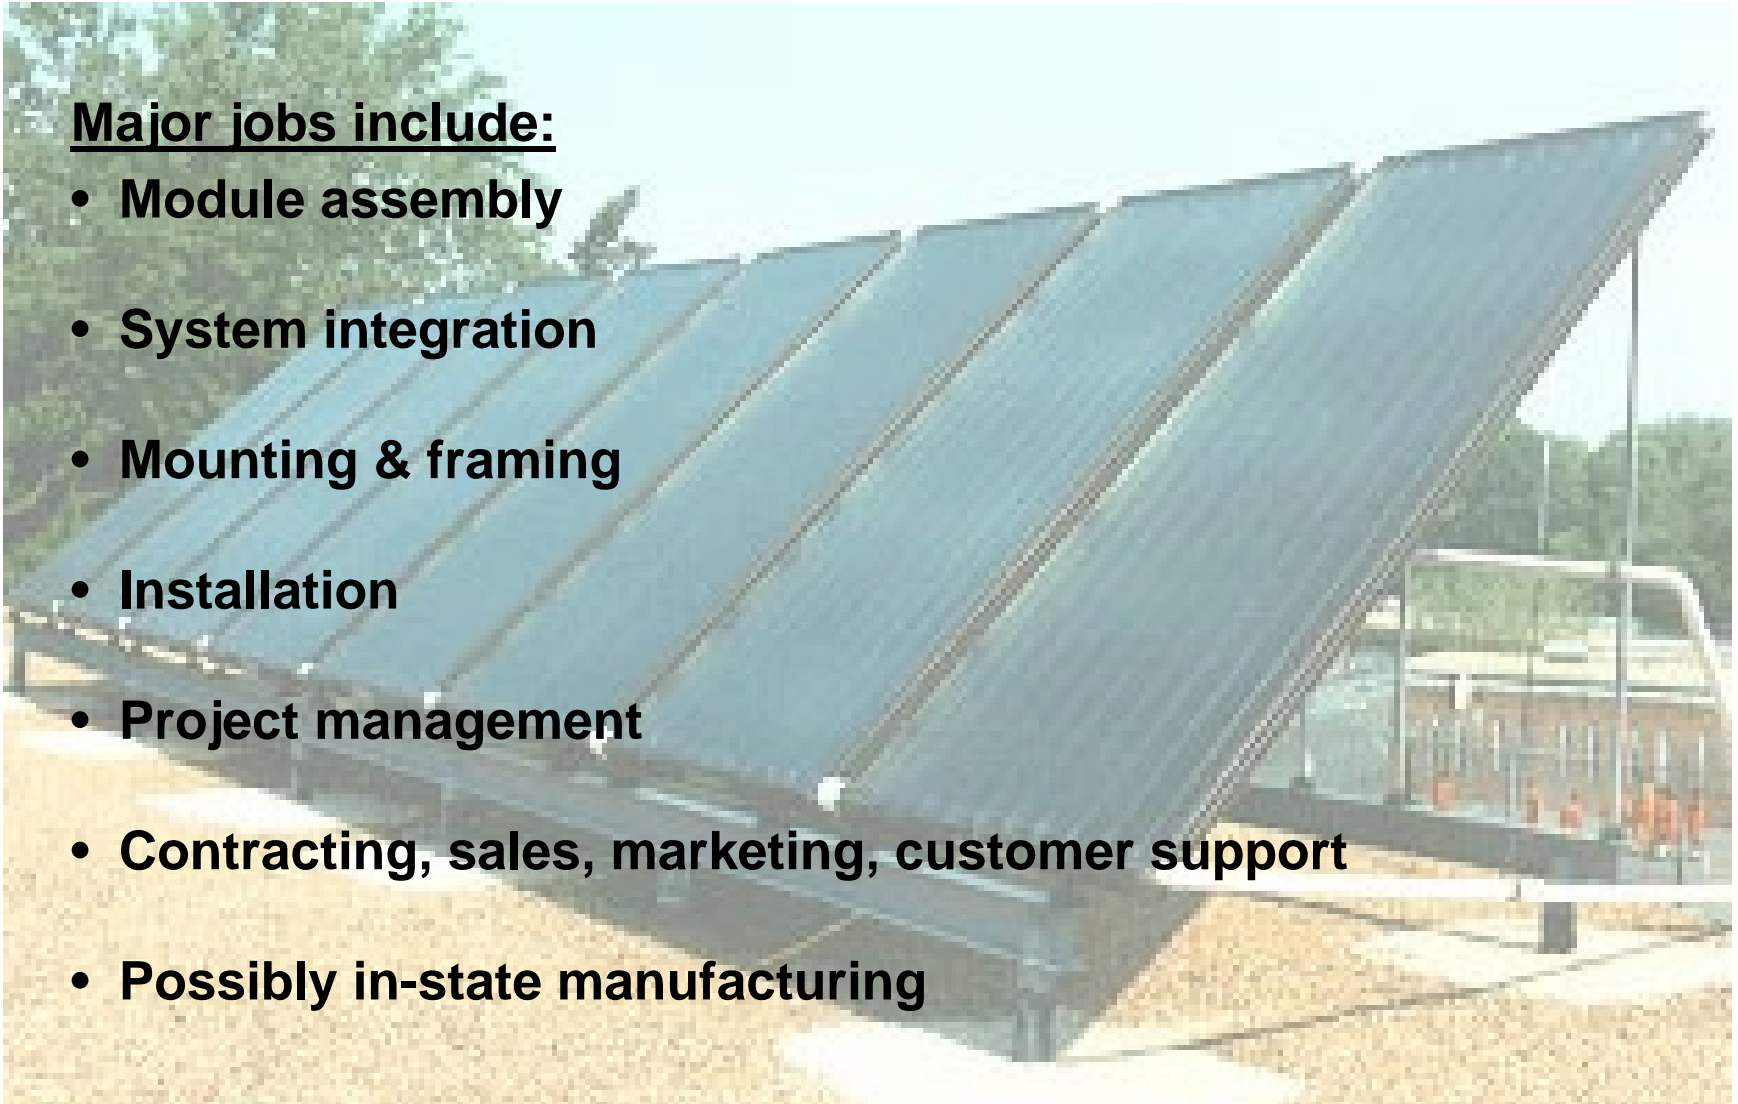 Major jobs include:
• Module assembly
• System integration
• Mounting & framing
• Installation
• Project management
• Contracting, sales, marketing, customer support
• Possibly in-state manufacturing